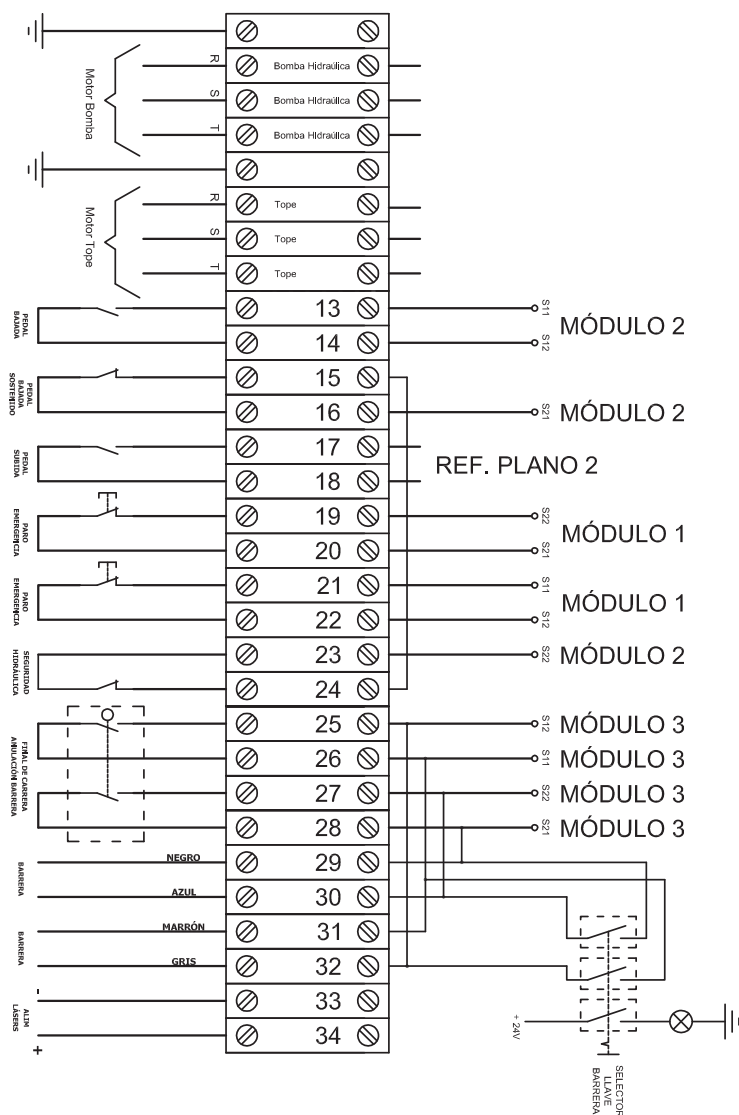 Motor Bomba
R
Bomba Hidraúlica
S
Bomba Hidraúlica
T
Bomba Hidraúlica
Motor Tope
R
Tope
S
Tope
T
Tope
PEDAL
BAJADA
13
S11
MÓDULO 2
14
S12
PEDAL
BAJADA
SOSTENIDO
15
16
S21
MÓDULO 2
PEDAL
SUBIDA
17
REF. PLANO 2
18
PARO
EMERGENCIA
19
S22
MÓDULO 1
20
S21
PARO
EMERGENCIA
21
S11
MÓDULO 1
22
S12
SEGURIDAD
HIDRÁULICA
23
S22
MÓDULO 2
24
FINAL DE CARRERA
ANULACIÓN BARRERA
25
S12
MÓDULO 3
26
S11
MÓDULO 3
27
S22
MÓDULO 3
28
S21
MÓDULO 3
BARRERA
NEGRO
29
AZUL
30
BARRERA
MARRÓN
31
GRIS
32
ALIM
LÁSERS
-
33
+
34
+ 24V
SELECTOR
LLAVE
BARRERA